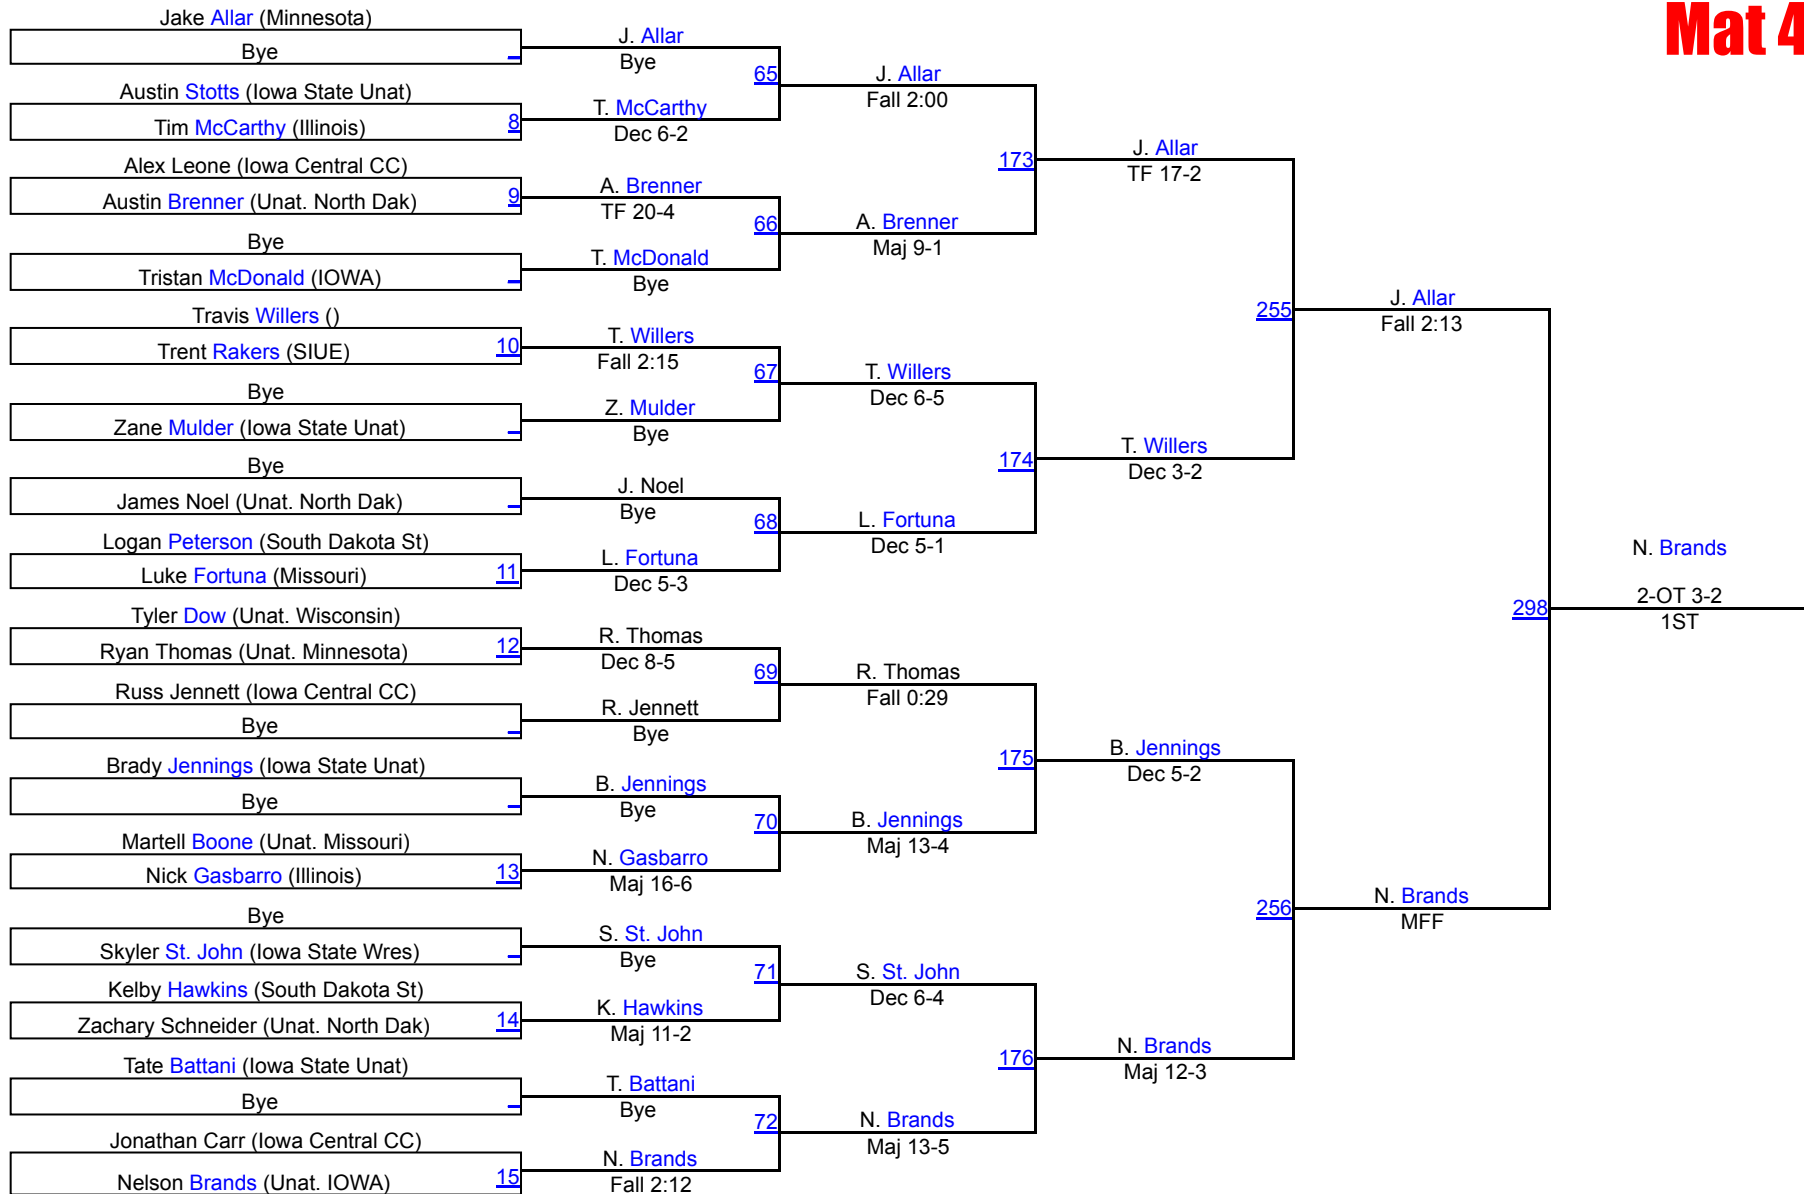 Mat 4
Jake Allar (Minnesota)
Bye
Austin Stotts (Iowa State Unat)
Tim McCarthy (Illinois)
8
Alex Leone (Iowa Central CC)
Austin Brenner (Unat. North Dak)
9
Bye
Tristan McDonald (IOWA)
Travis Willers ()
Trent Rakers (SIUE)
10
Bye
Zane Mulder (Iowa State Unat)
Bye
James Noel (Unat. North Dak)
Logan Peterson (South Dakota St)
Luke Fortuna (Missouri)
11
Tyler Dow (Unat. Wisconsin)
Ryan Thomas (Unat. Minnesota)
12
Russ Jennett (Iowa Central CC)
Bye
Brady Jennings (Iowa State Unat)
Bye
Martell Boone (Unat. Missouri)
Nick Gasbarro (Illinois)
13
Bye
Skyler St. John (Iowa State Wres)
Kelby Hawkins (South Dakota St)
Zachary Schneider (Unat. North Dak)
14
Tate Battani (Iowa State Unat)
Bye
Jonathan Carr (Iowa Central CC)
Nelson Brands (Unat. IOWA)
15
J. Allar
Bye
65
T. McCarthy
Dec 6-2
A. Brenner
TF 20-4
66
T. McDonald
Bye
T. Willers
Fall 2:15
67
Z. Mulder
Bye
J. Noel
Bye
68
L. Fortuna
Dec 5-3
R. Thomas
Dec 8-5
69
R. Jennett
Bye
B. Jennings
Bye
70
N. Gasbarro
Maj 16-6
S. St. John
Bye
71
K. Hawkins
Maj 11-2
T. Battani
Bye
72
N. Brands
Fall 2:12
J. Allar
Fall 2:00
173
A. Brenner
Maj 9-1
T. Willers
Dec 6-5
174
L. Fortuna
Dec 5-1
R. Thomas
Fall 0:29
175
B. Jennings
Maj 13-4
S. St. John
Dec 6-4
176
N. Brands
Maj 13-5
J. Allar
TF 17-2
255
T. Willers
Dec 3-2
B. Jennings
Dec 5-2
256
N. Brands
Maj 12-3
J. Allar
Fall 2:13
298
N. Brands
MFF
N. Brands
2-OT 3-2
1ST